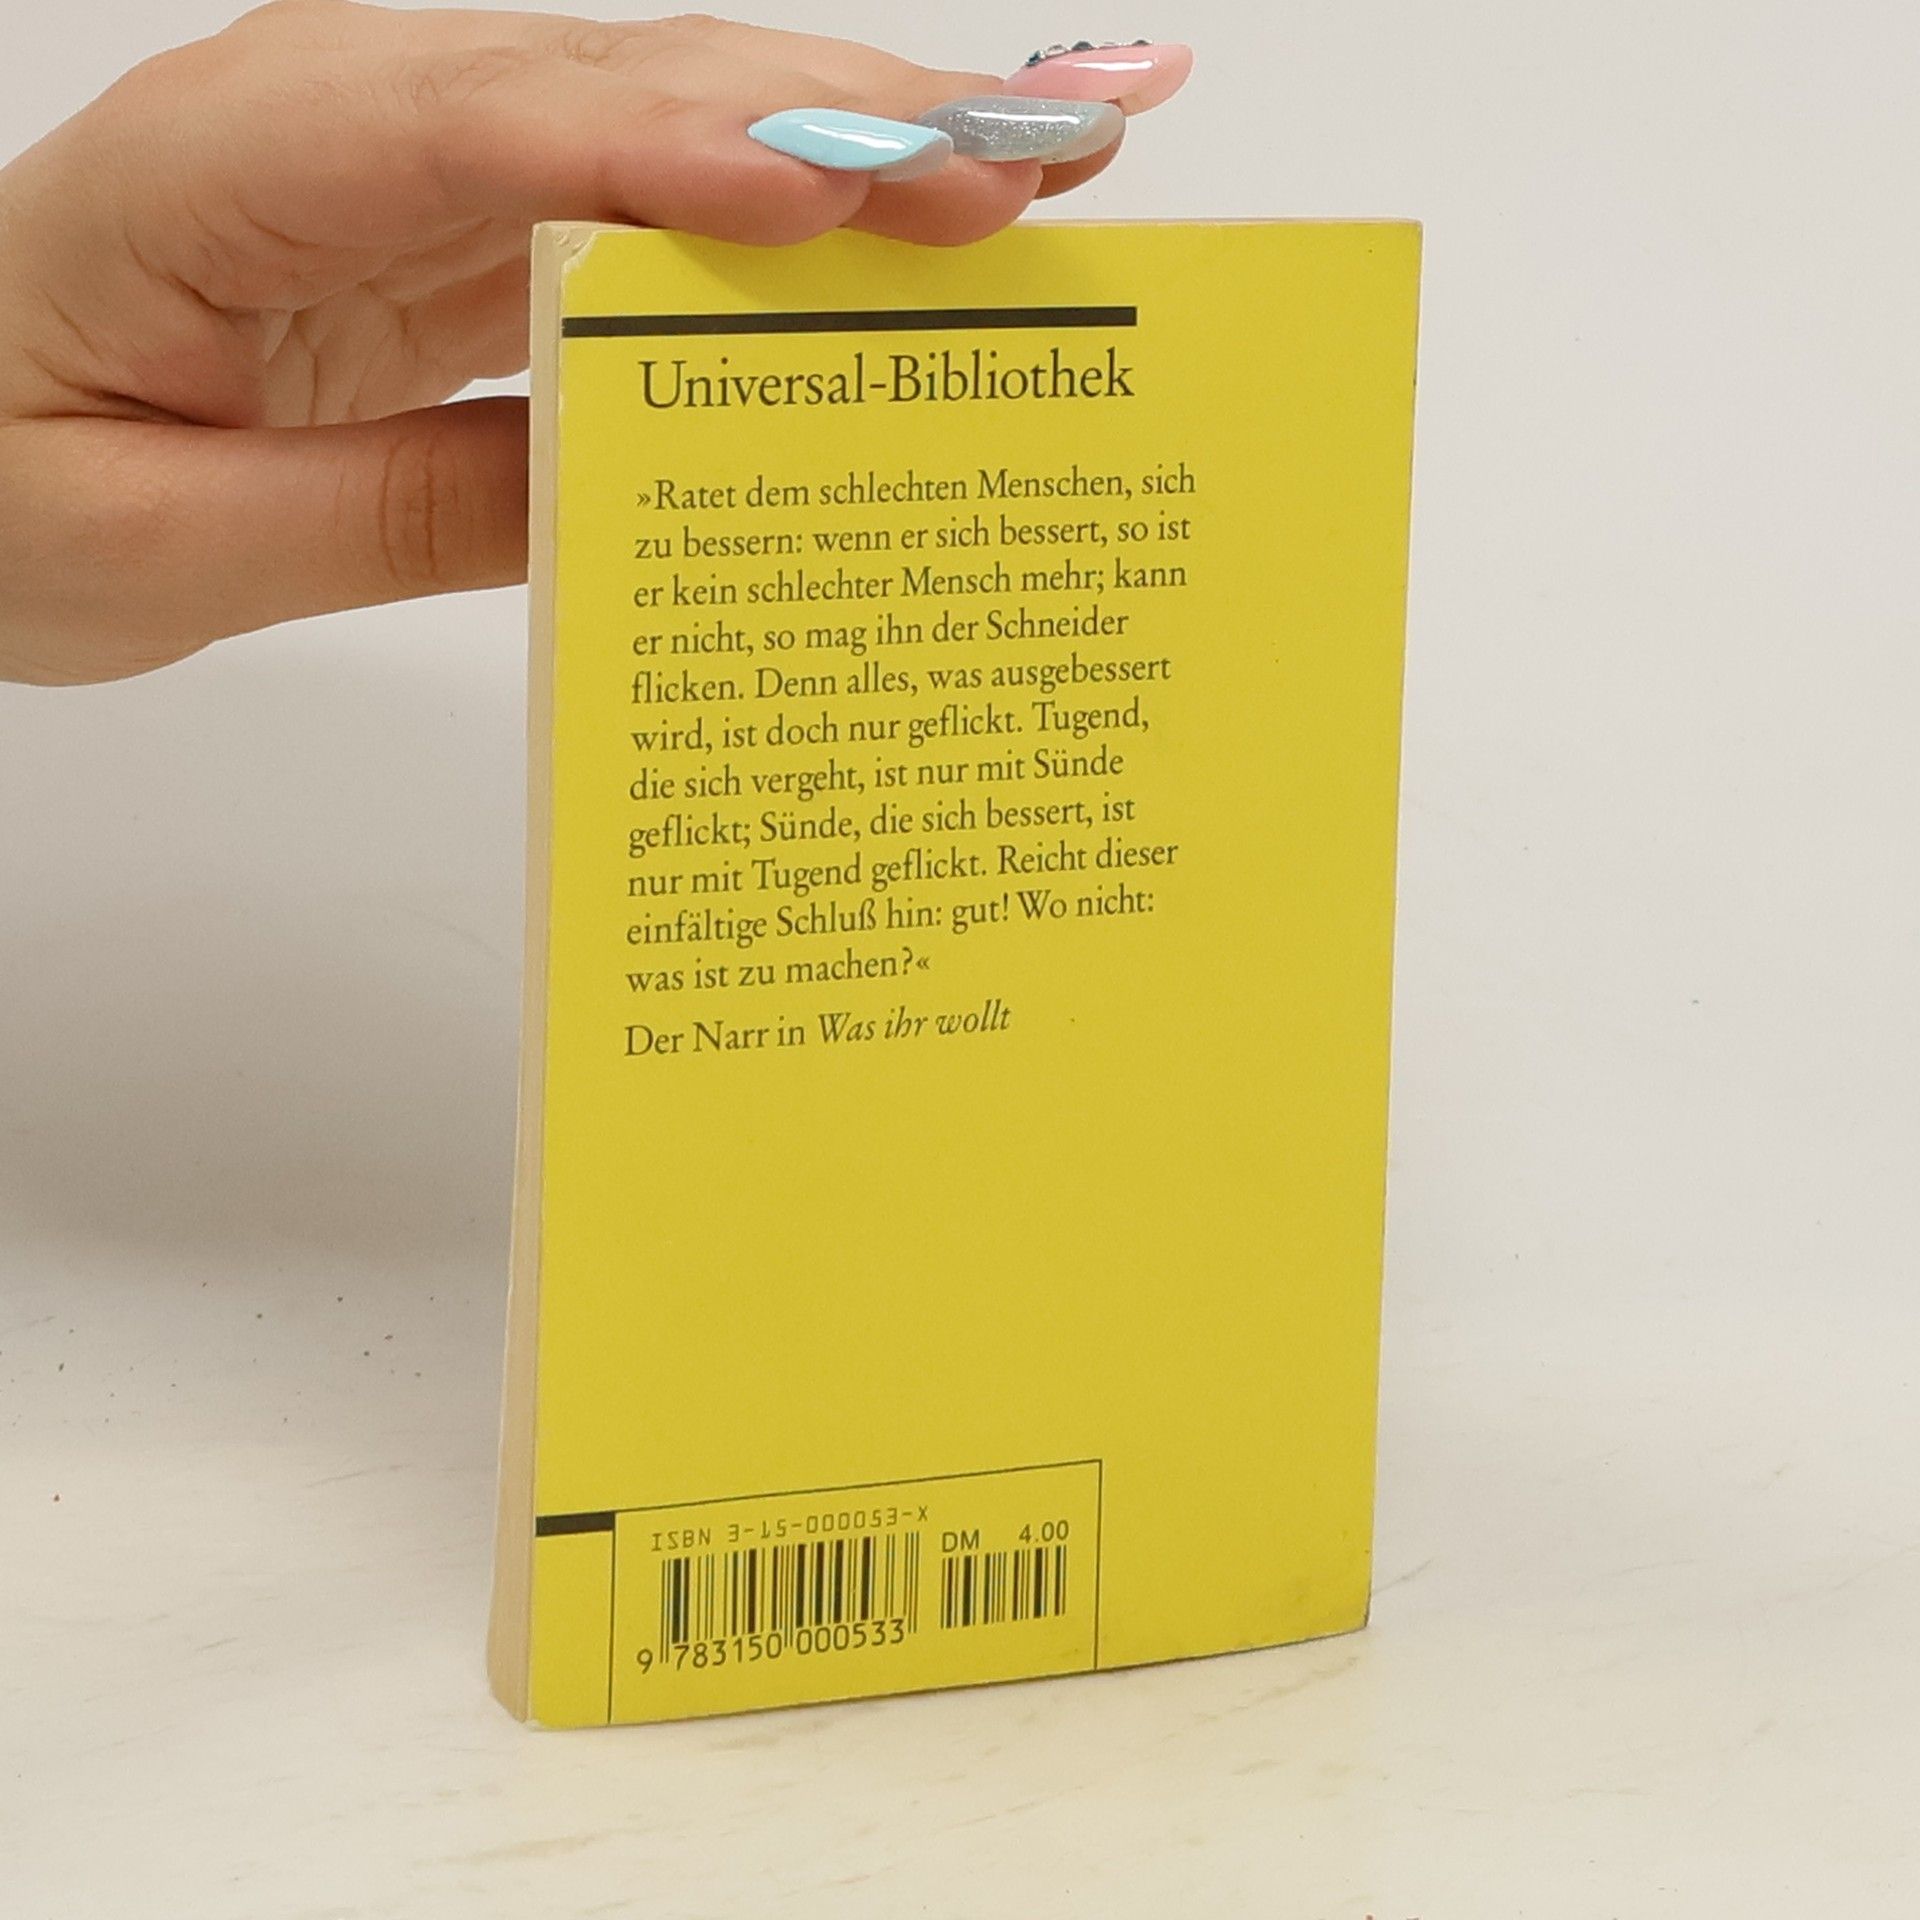 Universal-Bibliothek
»Ratet dem schlechten Menschen, sich
zu bessern: wenn er sich bessert, so ist
er kein schlechter Mensch mehr; kann
er nicht, so mag ihn der Schneider
flicken. Denn alles, was ausgebessert
wird, ist doch nur geflickt. Tugend,
die sich vergeht, ist nur mit Sünde
geflickt; Sünde, die sich bessert, ist
nur mit Tugend geflickt. Reicht dieser
einfältige Schluß hin: gut! Wo nicht:
was ist zu machen?«
Der Narr in Was ihr wollt
ISBN 3-15-000053-X
DM 4.00
9 783150 000533